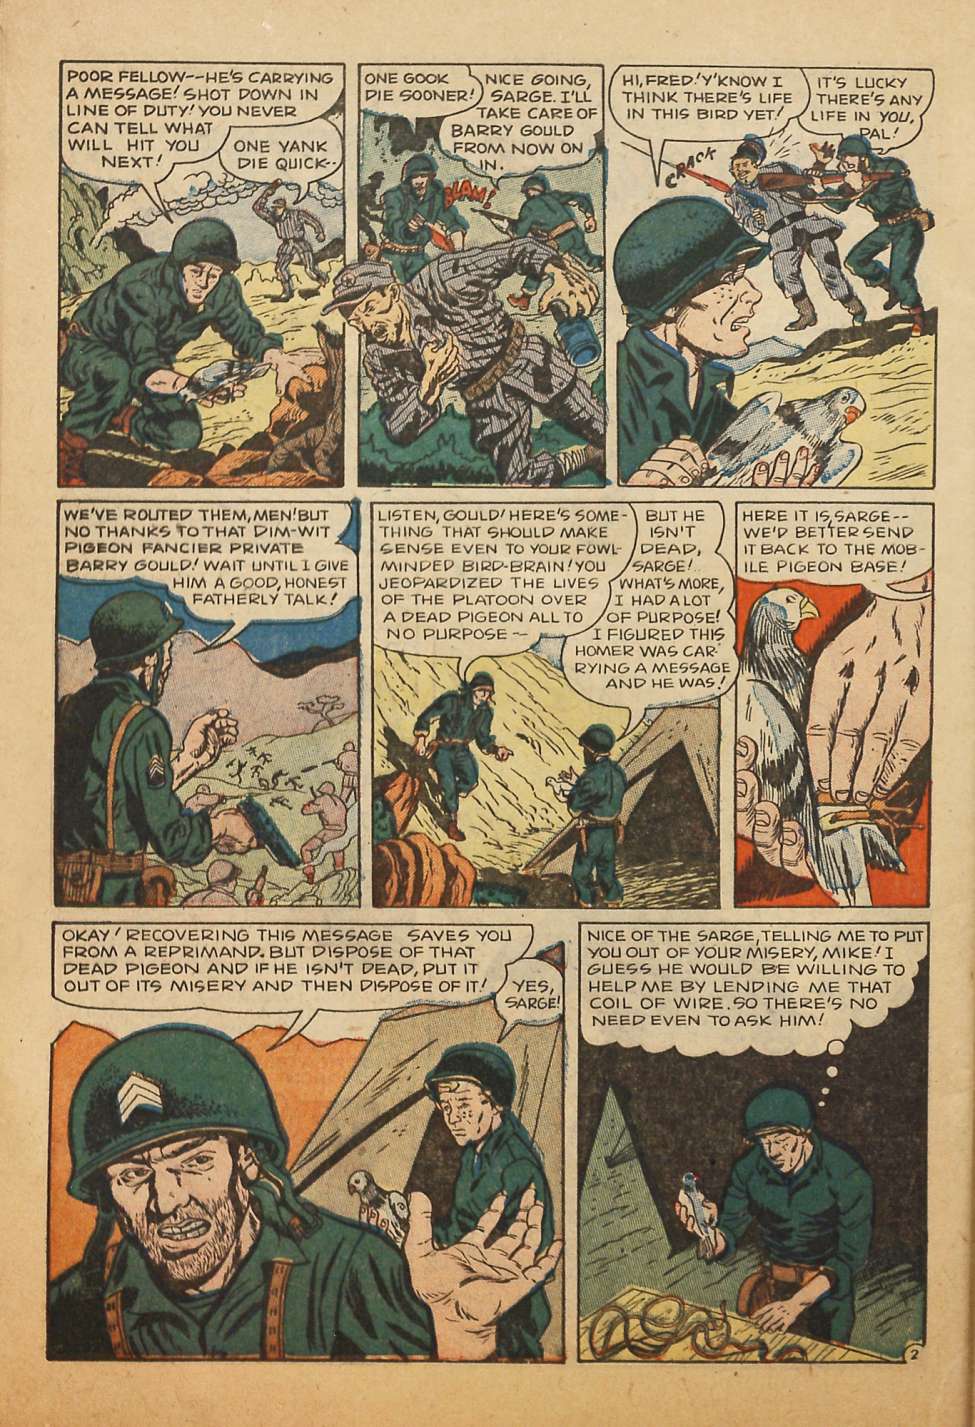 POOR FELLOW--HE'S CARRYING
A MESSAGE! SHOT DOWN IN
LINE OF DUTY! YOU NEVER
CAN TELL WHAT
WILL HIT YOU
NEXT!
ONE YANK
DIE QUICK--
ONE GOOK
DIE SOONER!
BLAM!
NICE GOING,
SARGE. I'LL
TAKE CARE OF
BARRY GOULD
FROM NOW ON
IN.
HI, FRED! Y'KNOW I
THINK THERE'S LIFE
IN THIS BIRD YET!
CRACK
IT'S LUCKY
THERE'S ANY
LIFE IN YOU,
PAL!
WE'VE ROUTED THEM, MEN! BUT
NO THANKS TO THAT DIM-WIT
PIGEON FANCIER PRIVATE
BARRY GOULD! WAIT UNTIL I GIVE
HIM A GOOD, HONEST
FATHERLY TALK!
LISTEN, GOULD! HERE'S SOME-
THING THAT SHOULD MAKE
SENSE EVEN TO YOUR FOWL-
MINDED BIRD-BRAIN! YOU
JEOPARDIZED THE LIVES
OF THE PLATOON OVER
A DEAD PIGEON ALL TO
NO PURPOSE--
BUT HE
ISN'T
DEAD,
SARGE!
WHAT'S MORE,
I HAD A LOT
OF PURPOSE!
I FIGURED THIS
HOMER WAS CAR-
RYING A MESSAGE
AND HE WAS!
HERE IT IS, SARGE--
WE'D BETTER SEND
IT BACK TO THE MOB-
ILE PIGEON BASE!
OKAY! RECOVERING THIS MESSAGE SAVES YOU
FROM A REPRIMAND. BUT DISPOSE OF THAT
DEAD PIGEON AND IF HE ISN'T DEAD, PUT IT
OUT OF ITS MISERY AND THEN DISPOSE OF IT!
YES,
SARGE!
NICE OF THE SARGE, TELLING ME TO PUT
YOU OUT OF YOUR MISERY, MIKE! I
GUESS HE WOULD BE WILLING TO
HELP ME BY LENDING ME THAT
COIL OF WIRE. SO THERE'S NO
NEED EVEN TO ASK HIM!
2